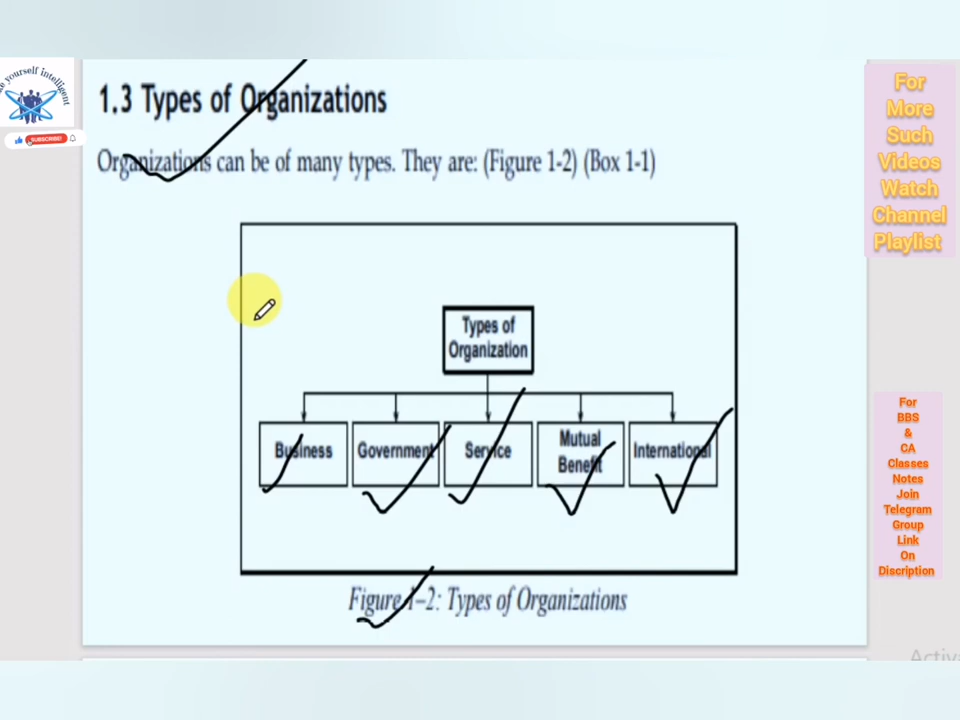 yourself intelligent
SUBSCRIBE!
1.3 Types of Organizations
Organizations can be of many types. They are: (Figure 1-2) (Box 1-1)
Types of
Organization
Business
Government
Service
Mutual
Benefit
International
Figure 1–2: Types of Organizations
For
More
Such
Videos
Watch
Channel
Playlist
For
BBS
&
CA
Classes
Notes
Join
Telegram
Group
Link
On
Discription